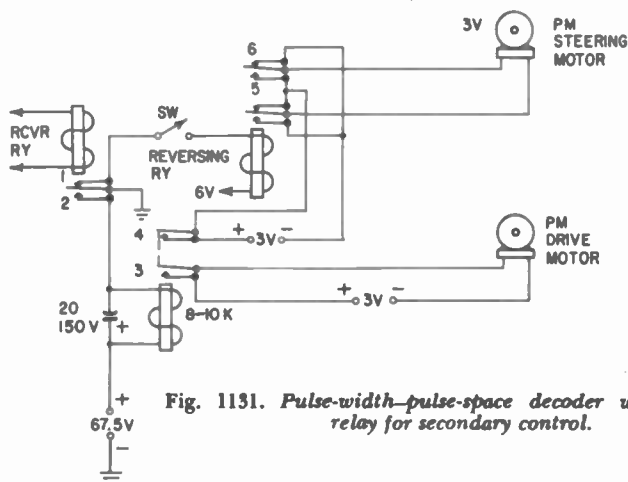 3V
PM
STEERING
MOTOR
6
5
SW
RCVR
RY
REVERSING
RY
1
2
6V
4
+ 3V −
3
PM
DRIVE
MOTOR
+ 3V −
8-10 K
20
150 V
+
+
67.5V
−
Fig. 1131. Pulse-width–pulse-space decoder
relay for secondary control.